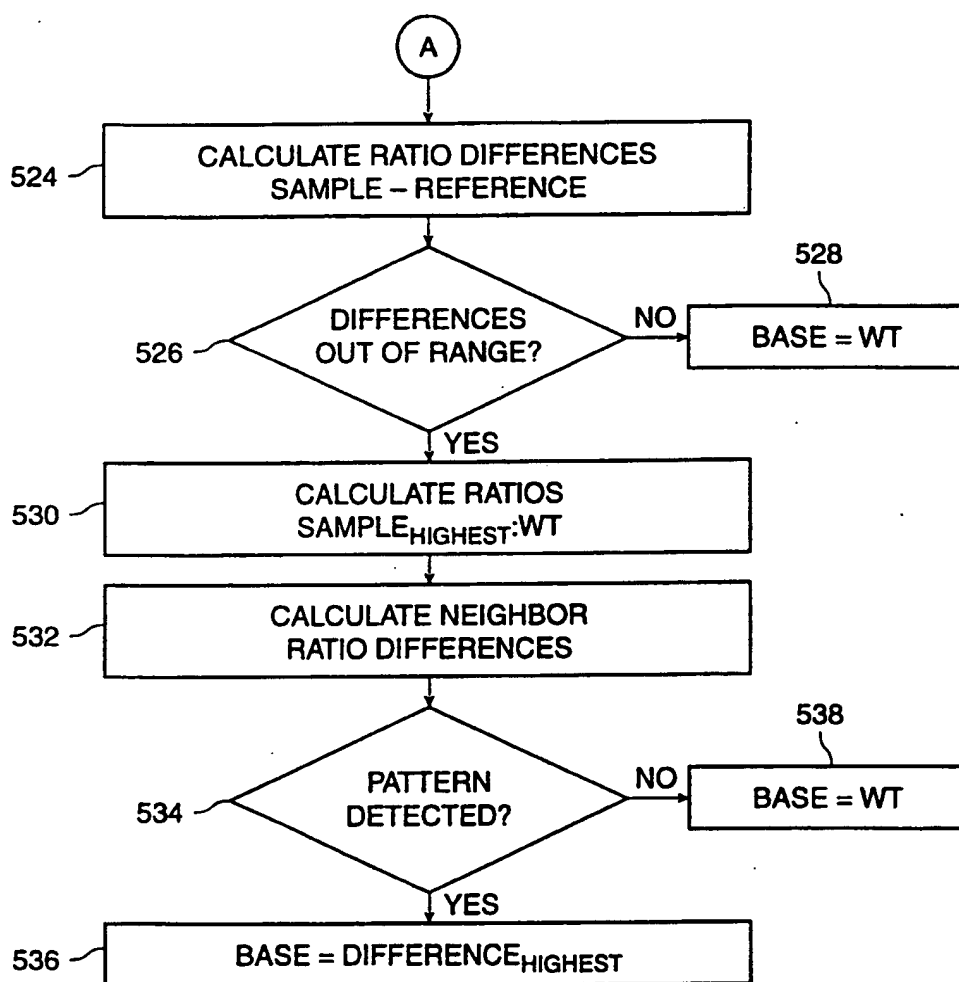 A
524
CALCULATE RATIO DIFFERENCES
SAMPLE – REFERENCE
526
DIFFERENCES
OUT OF RANGE?
NO
528
BASE = WT
YES
530
CALCULATE RATIOS
SAMPLEHIGHEST:WT
532
CALCULATE NEIGHBOR
RATIO DIFFERENCES
534
PATTERN
DETECTED?
NO
538
BASE = WT
YES
536
BASE = DIFFERENCEHIGHEST